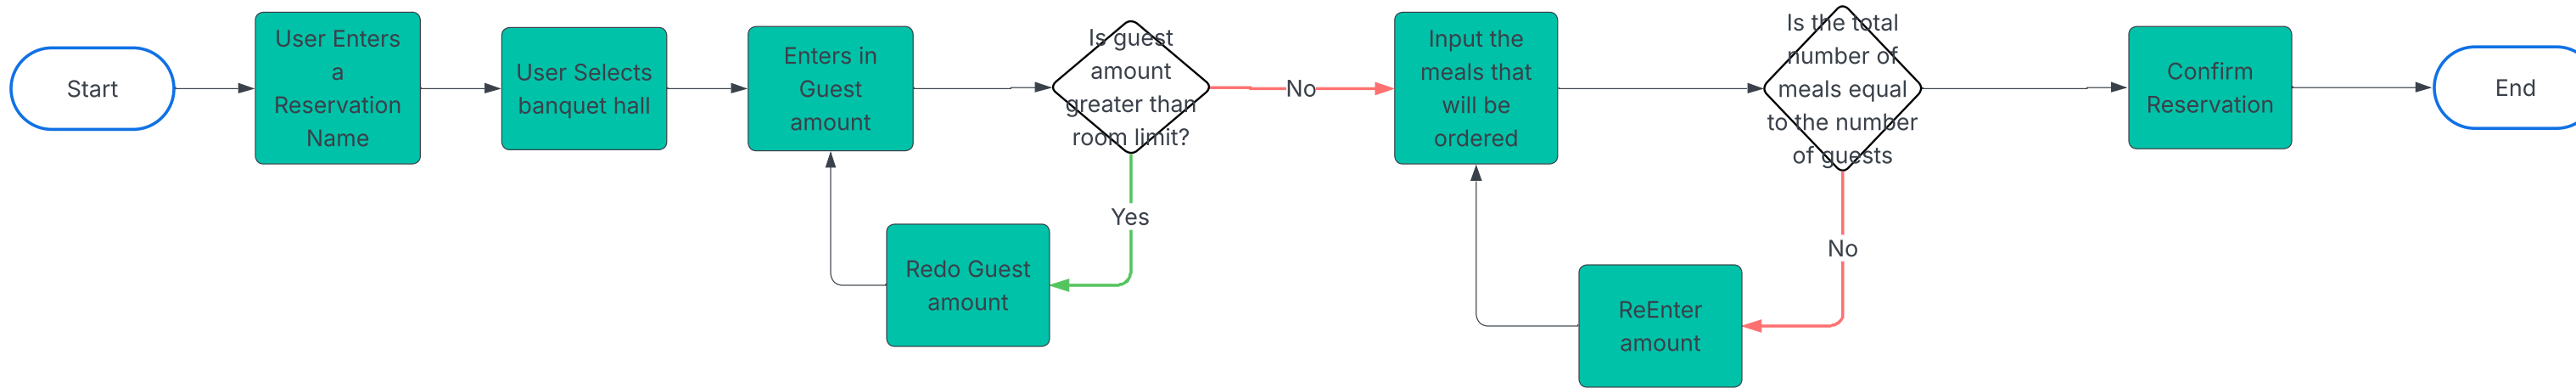 Start
User Enters
a
Reservation
Name
User Selects
banquet hall
Enters in
Guest
amount
Is guest
amount
greater than
room limit?
No
Yes
Redo Guest
amount
Input the
meals that
will be
ordered
Is the total
number of
meals equal
to the number
of guests
No
ReEnter
amount
Confirm
Reservation
End